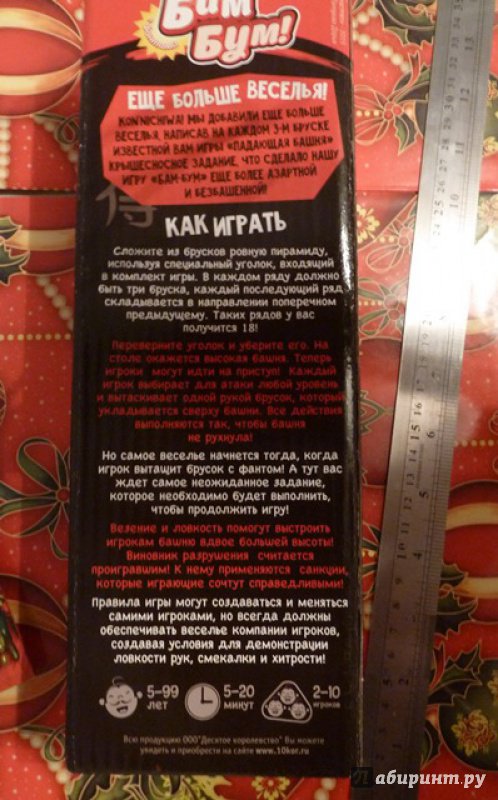 Бам
Бум!
ЕЩЕ БОЛЬШЕ ВЕСЕЛЬЯ!
KONNICHIWA! МЫ ДОБАВИЛИ ЕЩЕ БОЛЬШЕ
ВЕСЕЛЬЯ, НАПИСАВ НА КАЖДОМ 3-М БРУСКЕ
ИЗВЕСТНОЙ ВАМ ИГРЫ «ПАДАЮЩАЯ БАШНЯ»
КРЫШЕСНОСНОЕ ЗАДАНИЕ, ЧТО СДЕЛАЛО НАШУ
ИГРУ «БАМ-БУМ» ЕЩЕ БОЛЕЕ АЗАРТНОЙ
И БЕЗБАШЕННОЙ!
侍
КАК ИГРАТЬ
Сложите из брусков ровную пирамиду,
используя специальный уголок, входящий
в комплект игры. В каждом ряду должно
быть три бруска, каждый последующий ряд
складывается в направлении поперечном
предыдущему. Таких рядов у вас
получится 18!
Переверните уголок и уберите его. На
столе окажется высокая башня. Теперь
игроки могут идти на приступ! Каждый
игрок выбирает для атаки любой уровень
и вытаскивает одной рукой брусок, который
укладывается сверху башни. Все действия
выполняются так, чтобы башня
не рухнула!
Но самое веселье начнется тогда, когда
игрок вытащит брусок с фантом! А тут вас
ждет самое неожиданное задание,
которое необходимо будет выполнить,
чтобы продолжить игру!
Везение и ловкость помогут выстроить
игрокам башню вдвое большей высоты!
Виновник разрушения считается
проигравшим! К нему применяются санкции,
которые играющие сочтут справедливыми!
Правила игры могут создаваться и меняться
самими игроками, но всегда должны
обеспечивать веселье компании игроков,
создавая условия для демонстрации
ловкости рук, смекалки и хитрости!
5-99
лет
5-20
минут
2-10
игроков
Всю продукцию ООО"Десятое королевство" Вы можете
увидеть и приобрести на сайте www.10kor.ru
лабиринт.ру